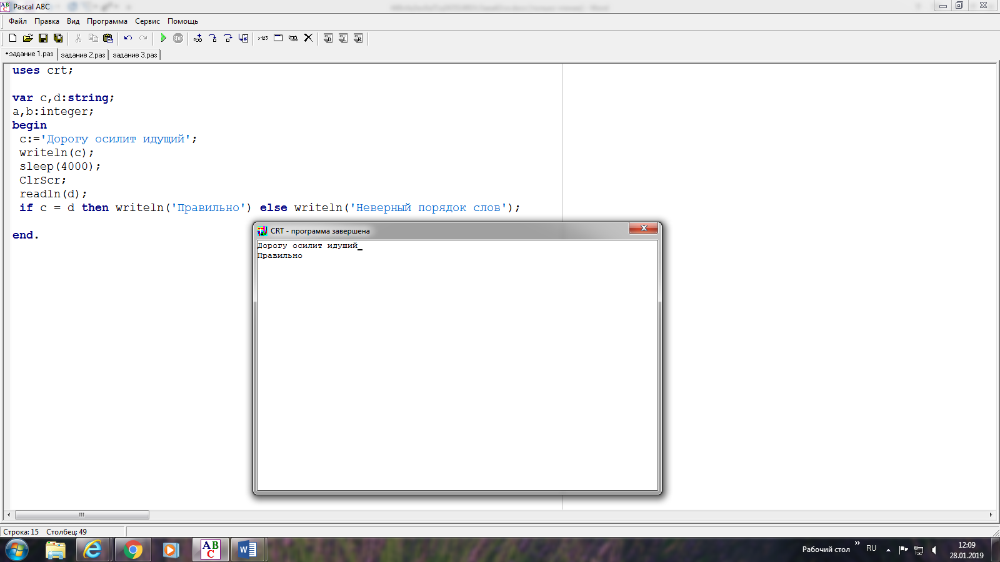 Pascal ABC
Файл Правка Вид Программа Сервис Помощь
•задание 1.pas задание 2.pas задание 3.pas
uses crt;
var c,d:string;
a,b:integer;
begin
c:='Дорогу осилит идущий';
writeln(c);
sleep(4000);
ClrScr;
readln(d);
if c = d then writeln('Правильно') else writeln('Неверный порядок слов');
end.
CRT - программа завершена
Дорогу осилит идущий_
Правильно
Строка: 15 Столбец: 49
Рабочий стол » RU 12:09
28.01.2019